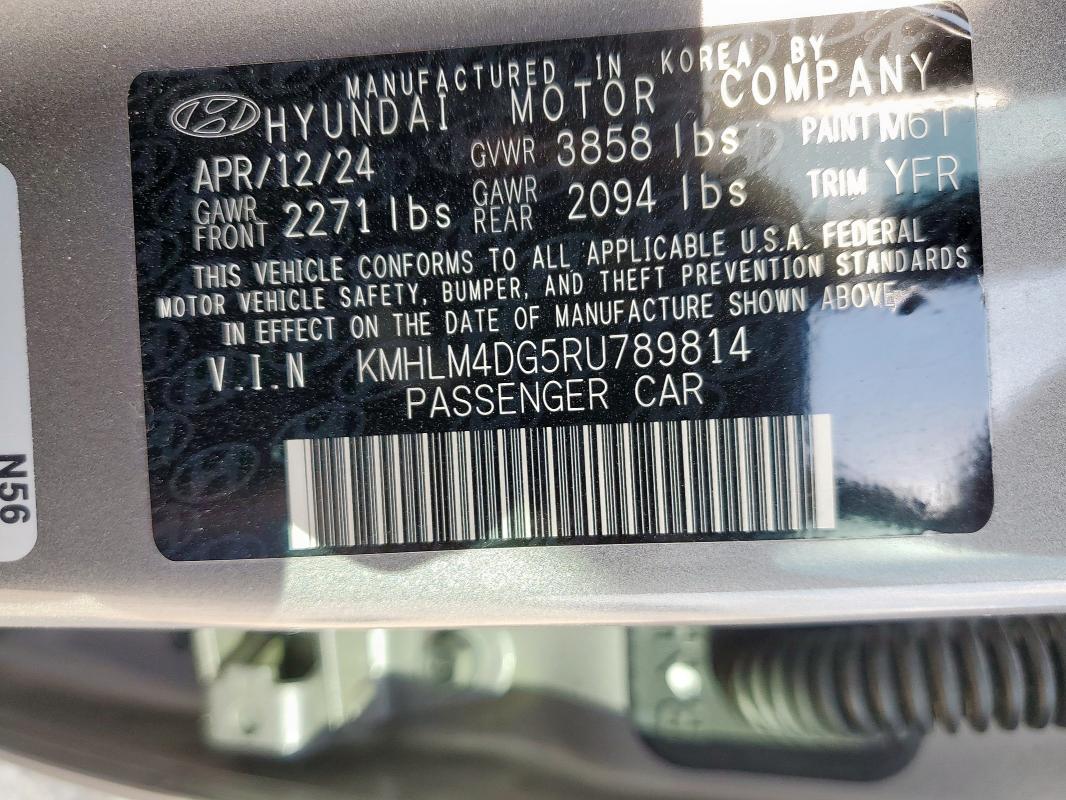 MANUFACTURED IN KOREA BY
HYUNDAI MOTOR COMPANY
APR/12/24 GVWR 3858 lbs PAINT M6T
GAWR FRONT 2271 lbs GAWR REAR 2094 lbs TRIM YFR
THIS VEHICLE CONFORMS TO ALL APPLICABLE U.S.A. FEDERAL
MOTOR VEHICLE SAFETY, BUMPER, AND THEFT PREVENTION STANDARDS
IN EFFECT ON THE DATE OF MANUFACTURE SHOWN ABOVE
V.I.N KMHLM4DG5RU789814
PASSENGER CAR
N56